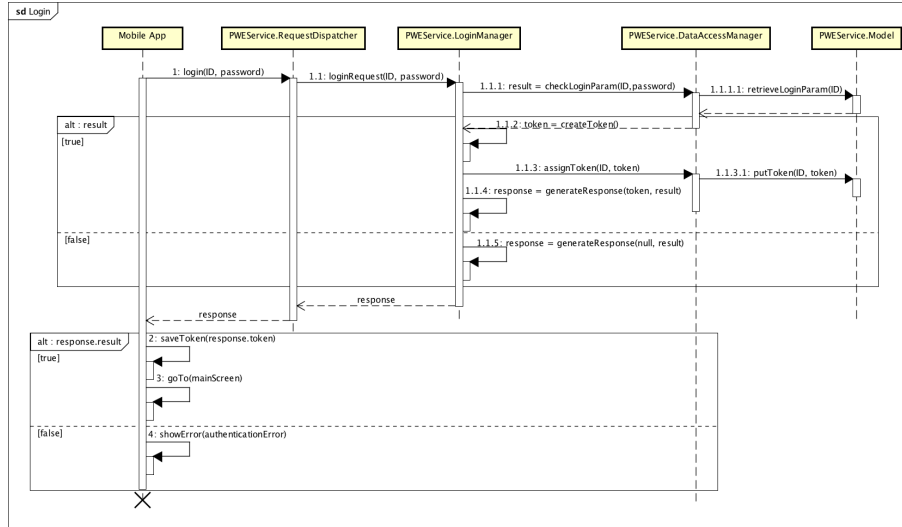 sd Login
Mobile App
PWEService.RequestDispatcher
PWEService.LoginManager
PWEService.DataAccessManager
PWEService.Model
1: login(ID, password)
1.1: loginRequest(ID, password)
1.1.1: result = checkLoginParam(ID,password)
1.1.1.1: retrieveLoginParam(ID)
alt : result
[true]
1.1.2: token = createToken()
1.1.3: assignToken(ID, token)
1.1.3.1: putToken(ID, token)
1.1.4: response = generateResponse(token, result)
[false]
1.1.5: response = generateResponse(null, result)
response
response
alt : response.result
[true]
2: saveToken(response.token)
3: goTo(mainScreen)
[false]
4: showError(authenticationError)